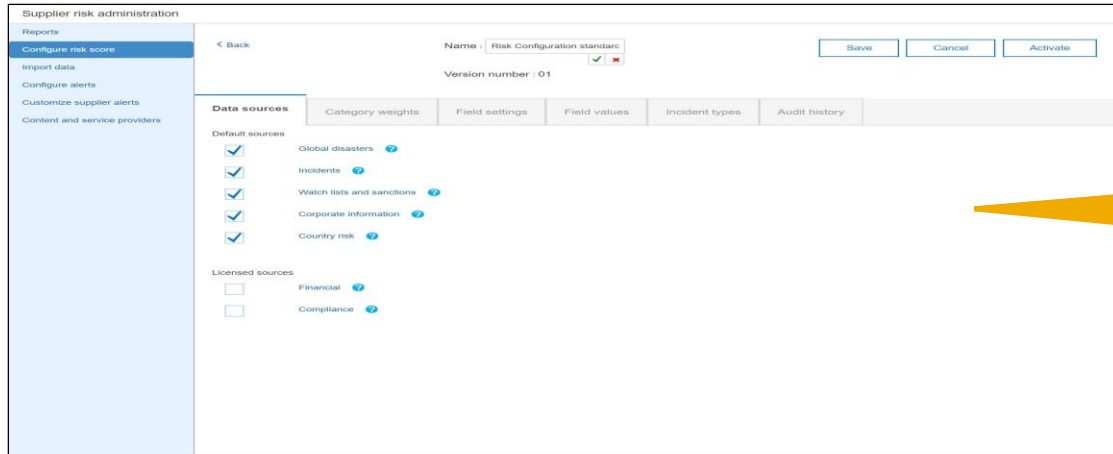 Supplier risk administration
Reports
Configure risk score
Import data
Configure alerts
Customize supplier alerts
Content and service providers
< Back
Name : Risk Configuration standarc
Version number : 01
Save Cancel Activate
Data sources Category weights Field settings Field values Incident types Audit history
Default sources
Global disasters ?
Incidents ?
Watch lists and sanctions ?
Corporate information ?
Country risk ?
Licensed sources
Financial ?
Compliance ?